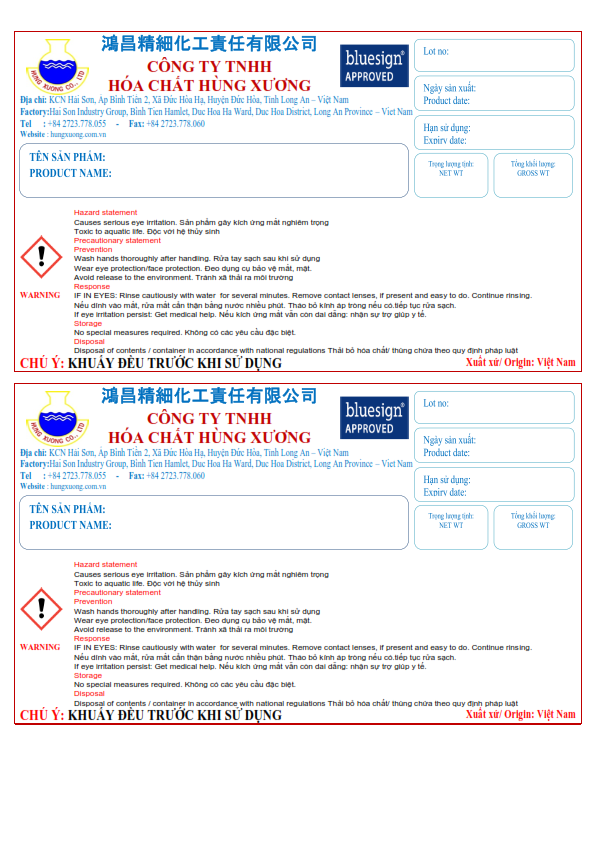 鴻昌精細化工責任有限公司
CÔNG TY TNHH
HÓA CHẤT HÙNG XƯƠNG
HUNG XUONG CO., LTD
bluesign®
APPROVED
Lot no:
Địa chỉ: KCN Hải Sơn, Ấp Bình Tiền 2, Xã Đức Hòa Hạ, Huyện Đức Hòa, Tỉnh Long An – Việt Nam
Factory:Hai Son Industry Group, Binh Tien Hamlet, Duc Hoa Ha Ward, Duc Hoa District, Long An Province – Viet Nam
Tel : +84 2723.778.055 - Fax: +84 2723.778.060
Website : hungxuong.com.vn
Ngày sản xuất:
Product date:
Hạn sử dụng:
Expiry date:
TÊN SẢN PHẨM:
PRODUCT NAME:
Trọng lượng tịnh:
NET WT
Tổng khối lượng:
GROSS WT
Hazard statement
Causes serious eye irritation. Sản phẩm gây kích ứng mắt nghiêm trọng
Toxic to aquatic life. Độc với hệ thủy sinh
Precautionary statement
Prevention
Wash hands thoroughly after handling. Rửa tay sạch sau khi sử dụng
Wear eye protection/face protection. Đeo dụng cụ bảo vệ mắt, mặt.
Avoid release to the environment. Tránh xả thải ra môi trường
Response
WARNING
IF IN EYES: Rinse cautiously with water for several minutes. Remove contact lenses, if present and easy to do. Continue rinsing.
Nếu dính vào mắt, rửa mắt cẩn thận bằng nước nhiều phút. Tháo bỏ kính áp tròng nếu có.tiếp tục rửa sạch.
If eye irritation persist: Get medical help. Nếu kích ứng mắt vẫn còn dai dẳng: nhận sự trợ giúp y tế.
Storage
No special measures required. Không có các yêu cầu đặc biệt.
Disposal
Disposal of contents / container in accordance with national regulations Thải bỏ hóa chất/ thùng chứa theo quy định pháp luật
CHÚ Ý: KHUẤY ĐỀU TRƯỚC KHI SỬ DỤNG
Xuất xứ/ Origin: Việt Nam
鴻昌精細化工責任有限公司
CÔNG TY TNHH
HÓA CHẤT HÙNG XƯƠNG
HUNG XUONG CO., LTD
bluesign®
APPROVED
Lot no:
Địa chỉ: KCN Hải Sơn, Ấp Bình Tiền 2, Xã Đức Hòa Hạ, Huyện Đức Hòa, Tỉnh Long An – Việt Nam
Factory:Hai Son Industry Group, Binh Tien Hamlet, Duc Hoa Ha Ward, Duc Hoa District, Long An Province – Viet Nam
Tel : +84 2723.778.055 - Fax: +84 2723.778.060
Website : hungxuong.com.vn
Ngày sản xuất:
Product date:
Hạn sử dụng:
Expiry date:
TÊN SẢN PHẨM:
PRODUCT NAME:
Trọng lượng tịnh:
NET WT
Tổng khối lượng:
GROSS WT
Hazard statement
Causes serious eye irritation. Sản phẩm gây kích ứng mắt nghiêm trọng
Toxic to aquatic life. Độc với hệ thủy sinh
Precautionary statement
Prevention
Wash hands thoroughly after handling. Rửa tay sạch sau khi sử dụng
Wear eye protection/face protection. Đeo dụng cụ bảo vệ mắt, mặt.
Avoid release to the environment. Tránh xả thải ra môi trường
Response
WARNING
IF IN EYES: Rinse cautiously with water for several minutes. Remove contact lenses, if present and easy to do. Continue rinsing.
Nếu dính vào mắt, rửa mắt cẩn thận bằng nước nhiều phút. Tháo bỏ kính áp tròng nếu có.tiếp tục rửa sạch.
If eye irritation persist: Get medical help. Nếu kích ứng mắt vẫn còn dai dẳng: nhận sự trợ giúp y tế.
Storage
No special measures required. Không có các yêu cầu đặc biệt.
Disposal
Disposal of contents / container in accordance with national regulations Thải bỏ hóa chất/ thùng chứa theo quy định pháp luật
CHÚ Ý: KHUẤY ĐỀU TRƯỚC KHI SỬ DỤNG
Xuất xứ/ Origin: Việt Nam